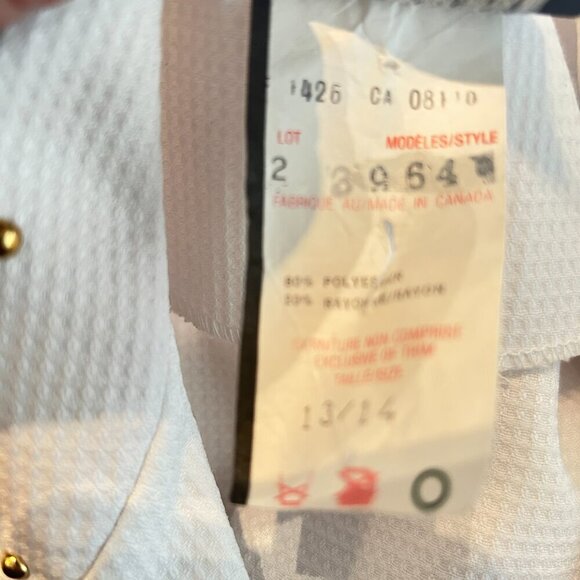 1426 CA 08110
LOT MODÈLES/STYLE
2 3964
FABRIQUÉ AU/MADE IN CANADA
80% POLYESTER
20% RAYONNE/RAYON
GARNITURE NON COMPRISE
EXCLUSIVE OF TRIM
TAILLE/SIZE
13/14